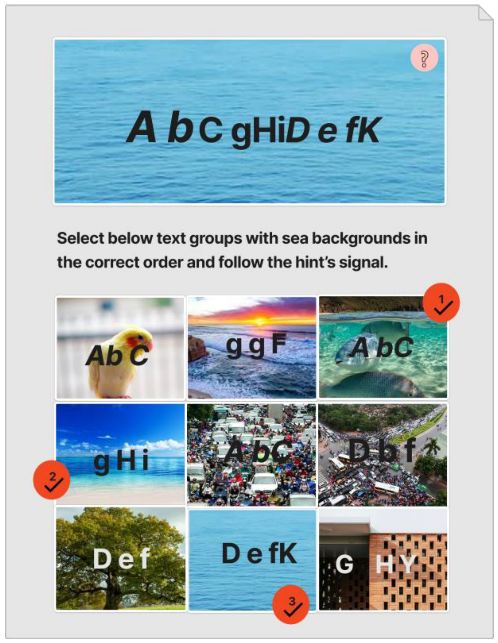 ?
A b C gHiD e fK
Select below text groups with sea backgrounds in
the correct order and follow the hint's signal.
1
Ab C
g g F
A bC
2
g H i
A bC
D b f
D e f
D e fK
G H Y
3